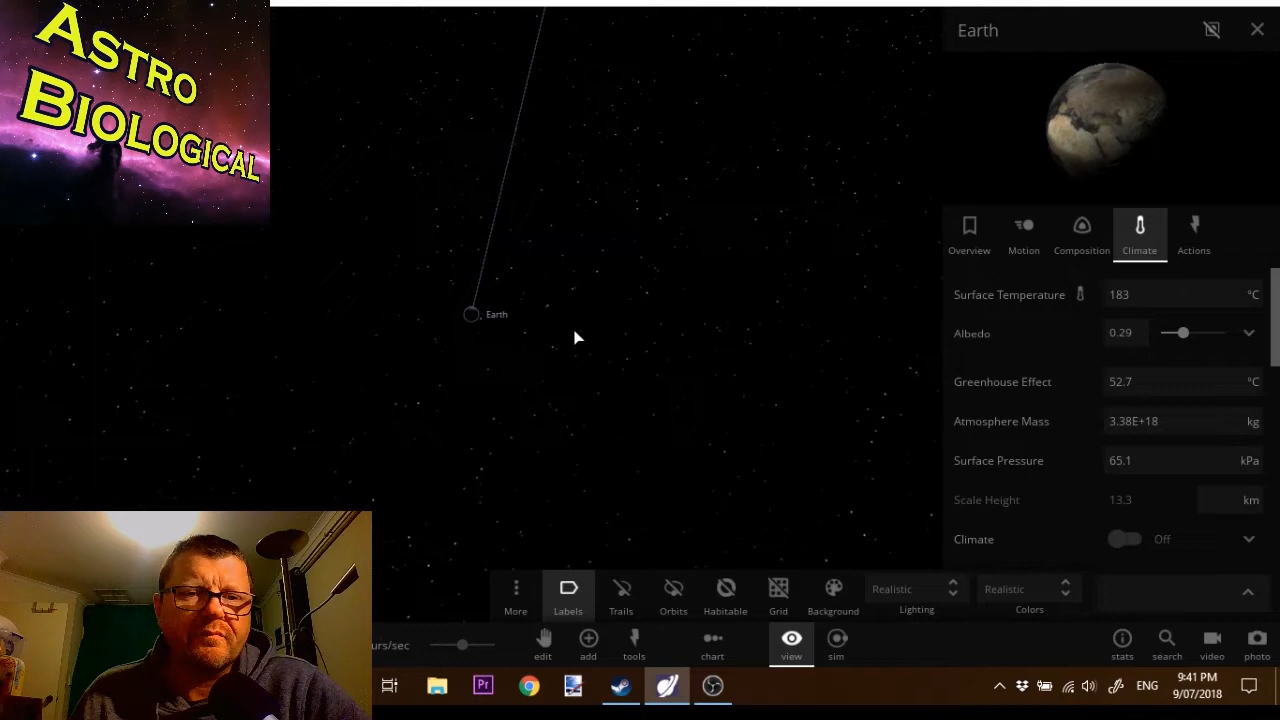 ASTRO
BIOLOGICAL
Earth
Earth
Overview Motion Composition Climate Actions
Surface Temperature 183 °C
Albedo 0.29
Greenhouse Effect 52.7 °C
Atmosphere Mass 3.38E+18 kg
Surface Pressure 65.1 kPa
Scale Height 13.3 km
Climate Off
More Labels Trails Orbits Habitable Grid Background Realistic Lighting Realistic Colors
edit add tools chart view sim stats search video photo
Pr ENG 9:41 PM
9/07/2018